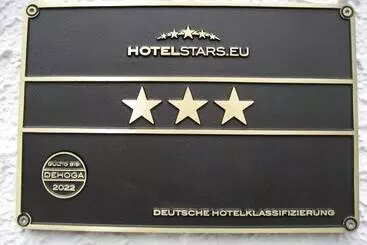 HOTELSTARS.EU
GÜLTIG BIS
DEHOGA
2022
DEUTSCHE HOTELKLASSIFIZIERUNG